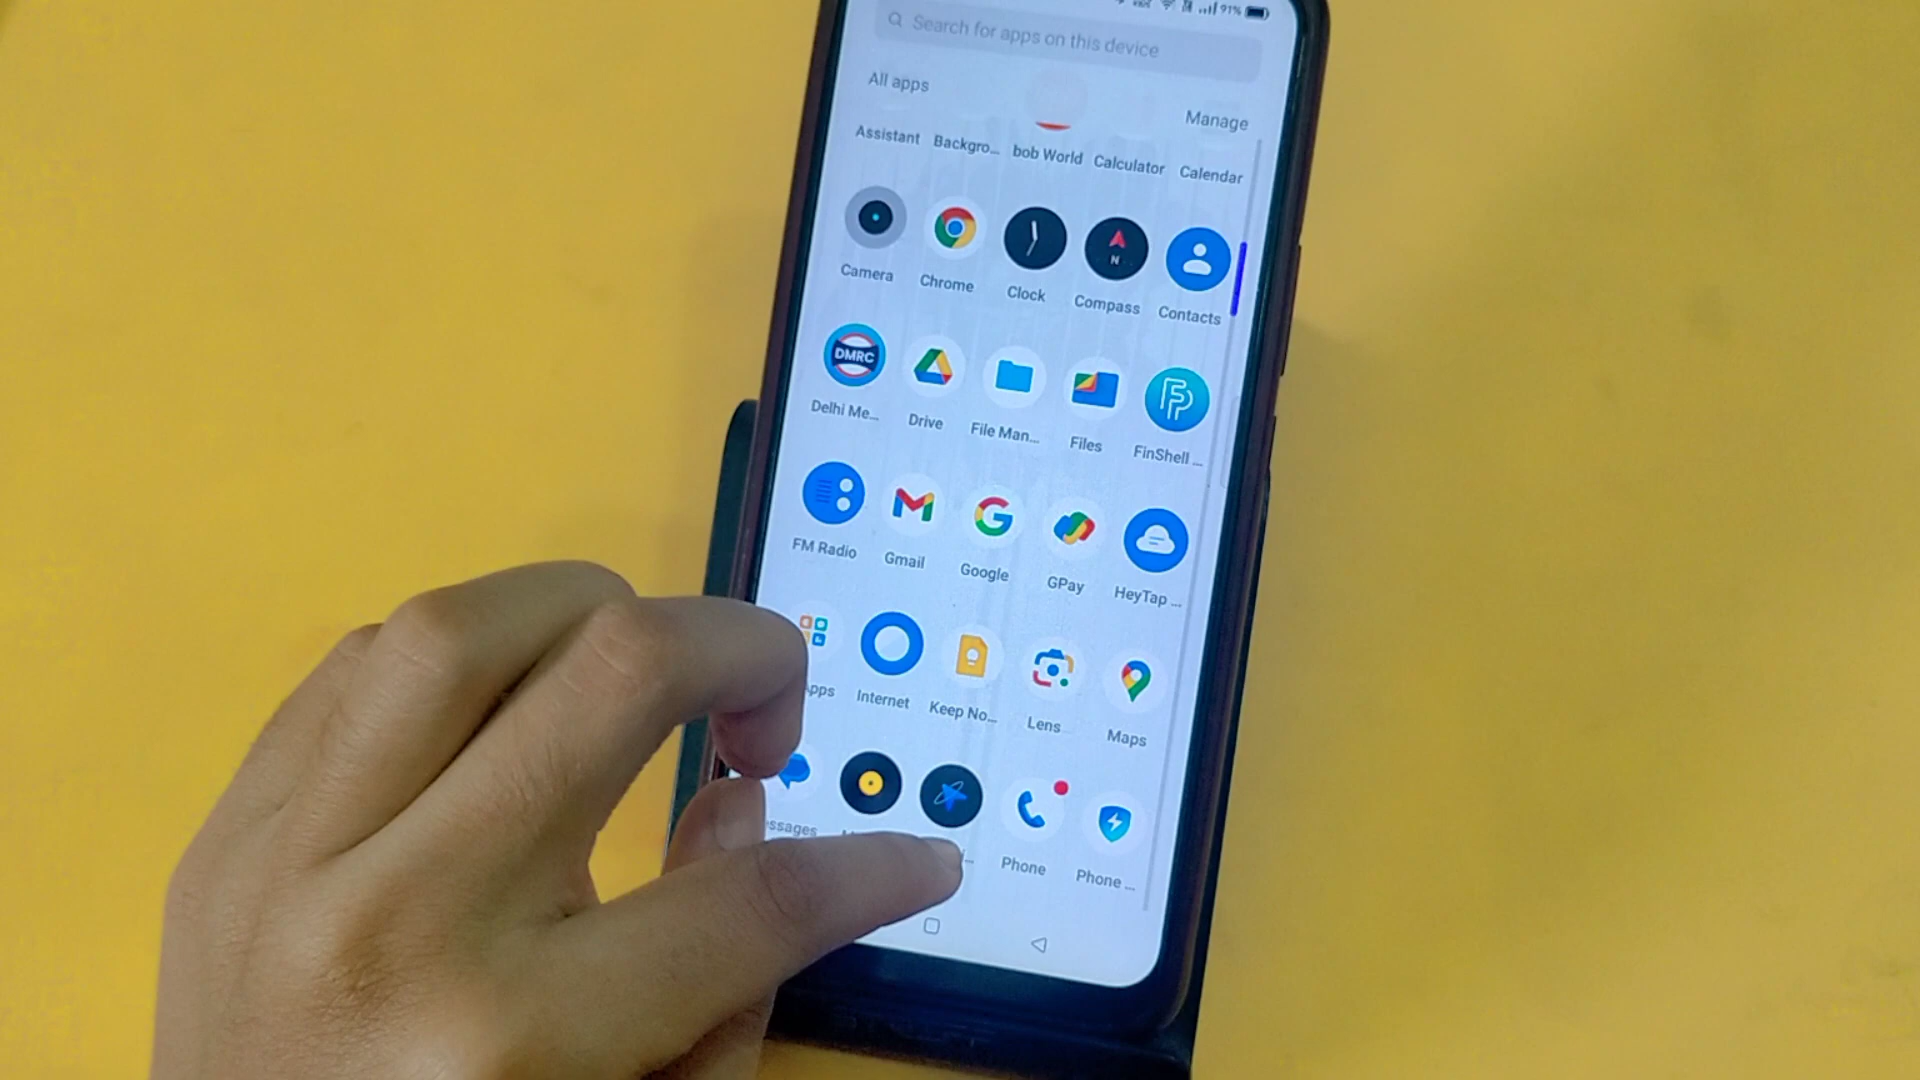 91%
Search for apps on this device
All apps
Manage
Assistant Backgro... bob World Calculator Calendar
N
Camera Chrome Clock Compass Contacts
DMRC
Delhi Me... Drive File Man... Files FinShell ...
FM Radio Gmail Google GPay HeyTap ...
Apps Internet Keep No... Lens Maps
ssages Phone Phone ...